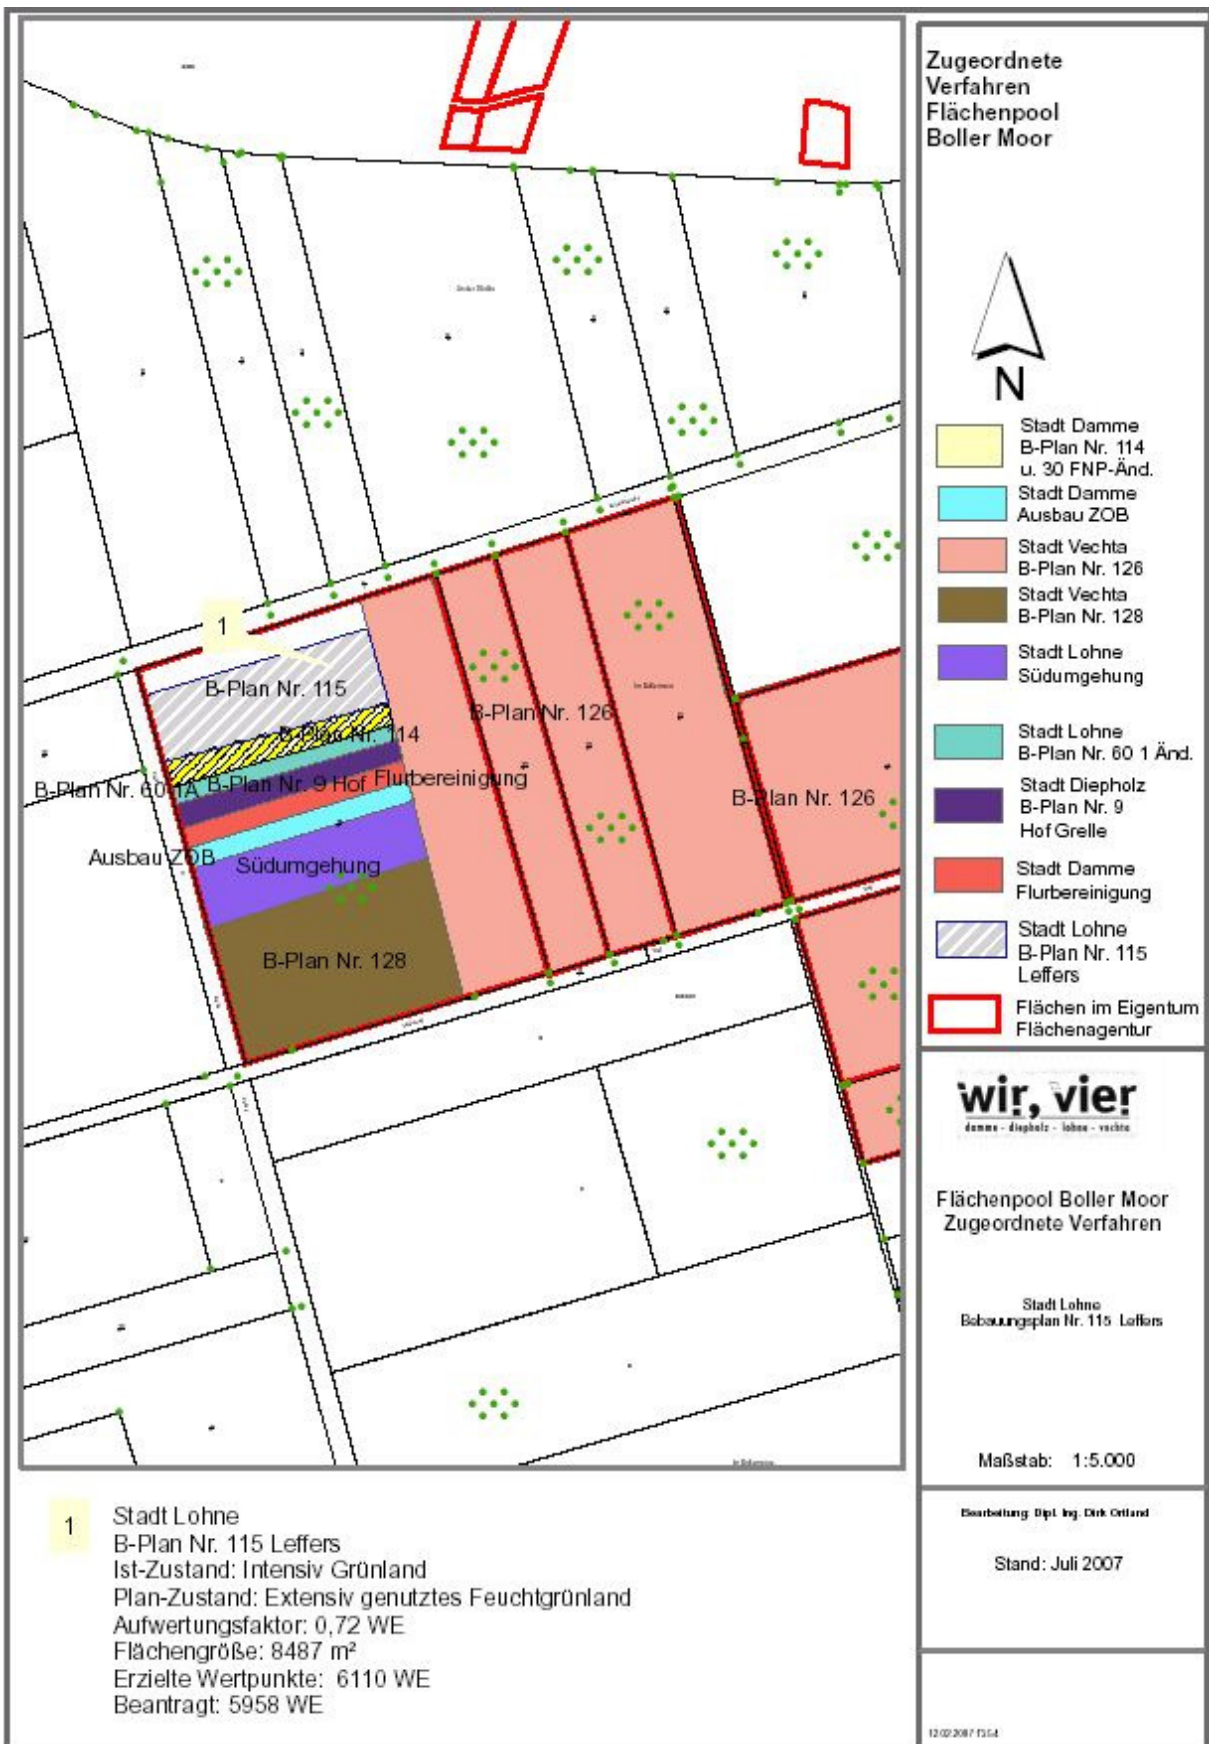 Zugeordnete
Verfahren
Flächenpool
Boller Moor
N
Stadt Damme
B-Plan Nr. 114
u. 30 FNP-Änd.
Stadt Damme
Ausbau ZOB
Stadt Vechta
B-Plan Nr. 126
Stadt Vechta
B-Plan Nr. 128
Stadt Lohne
Südumgehung
Stadt Lohne
B-Plan Nr. 60 1 Änd.
Stadt Diepholz
B-Plan Nr. 9
Hof Grelle
Stadt Damme
Flurbereinigung
Stadt Lohne
B-Plan Nr. 115
Leffers
Flächen im Eigentum
Flächenagentur
1
B-Plan Nr. 115
B-Plan Nr. 114
B-Plan Nr. 60 1A
B-Plan Nr. 9 Hof
Flurbereinigung
Ausbau ZOB
Südumgehung
B-Plan Nr. 128
B-Plan Nr. 126
B-Plan Nr. 126
wir, vier
damme - diepholz - lohne - vechta
Flächenpool Boller Moor
Zugeordnete Verfahren
Stadt Lohne
Bebauungsplan Nr. 115 Leffers
Maßstab: 1:5.000
Bearbeitung: Dipl. Ing. Dirk Ortland
Stand: Juli 2007
1
Stadt Lohne
B-Plan Nr. 115 Leffers
Ist-Zustand: Intensiv Grünland
Plan-Zustand: Extensiv genutztes Feuchtgrünland
Aufwertungsfaktor: 0,72 WE
Flächengröße: 8487 m²
Erzielte Wertpunkte: 6110 WE
Beantragt: 5958 WE